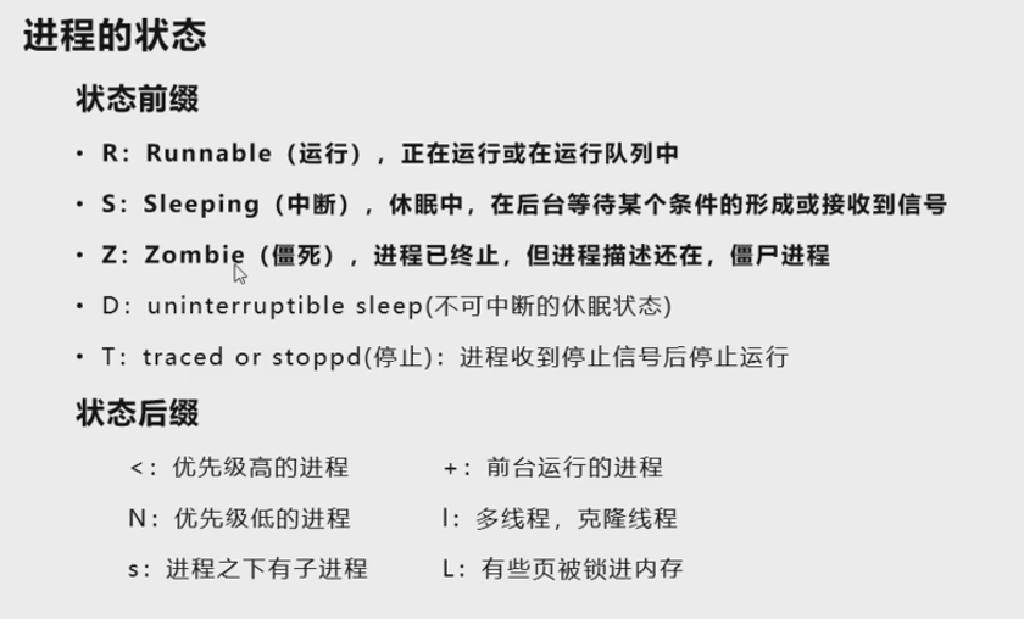 进程的状态
状态前缀
• R：Runnable（运行），正在运行或在运行队列中
• S：Sleeping（中断），休眠中，在后台等待某个条件的形成或接收到信号
• Z：Zombie（僵死），进程已终止，但进程描述还在，僵尸进程
• D：uninterruptible sleep(不可中断的休眠状态)
• T：traced or stoppd(停止)：进程收到停止信号后停止运行
状态后缀
<：优先级高的进程 +：前台运行的进程
N：优先级低的进程 l：多线程，克隆线程
s：进程之下有子进程 L：有些页被锁进内存